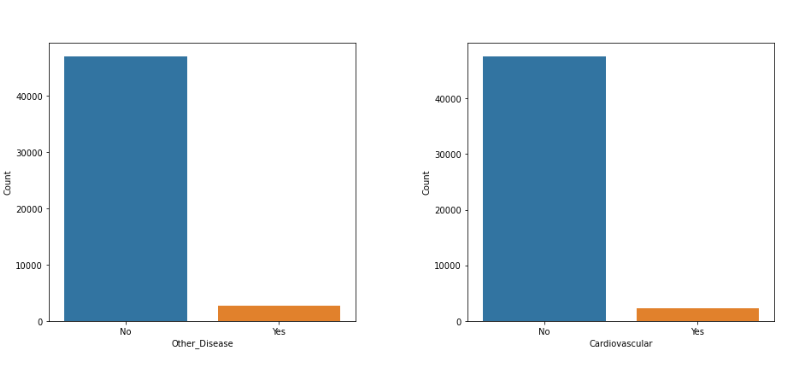 Count
40000
30000
20000
10000
0
No
Yes
Other_Disease
Count
40000
30000
20000
10000
0
No
Yes
Cardiovascular